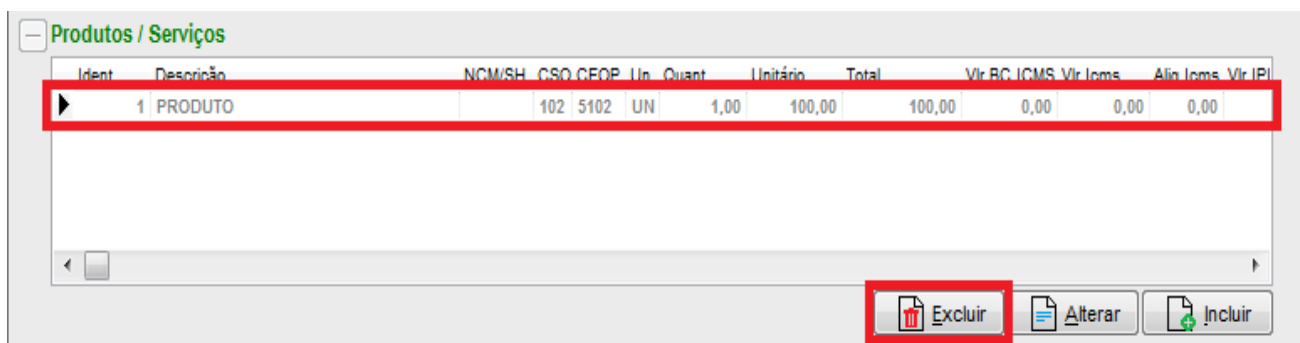 Produtos / Serviços
Ident Descrição NCM/SH CSO CFOP Un Quant Unitário Total Vlr BC ICMS Vlr Icms Aliq Icms Vlr IPI
1 PRODUTO 102 5102 UN 1,00 100,00 100,00 0,00 0,00 0,00
Excluir Alterar Incluir